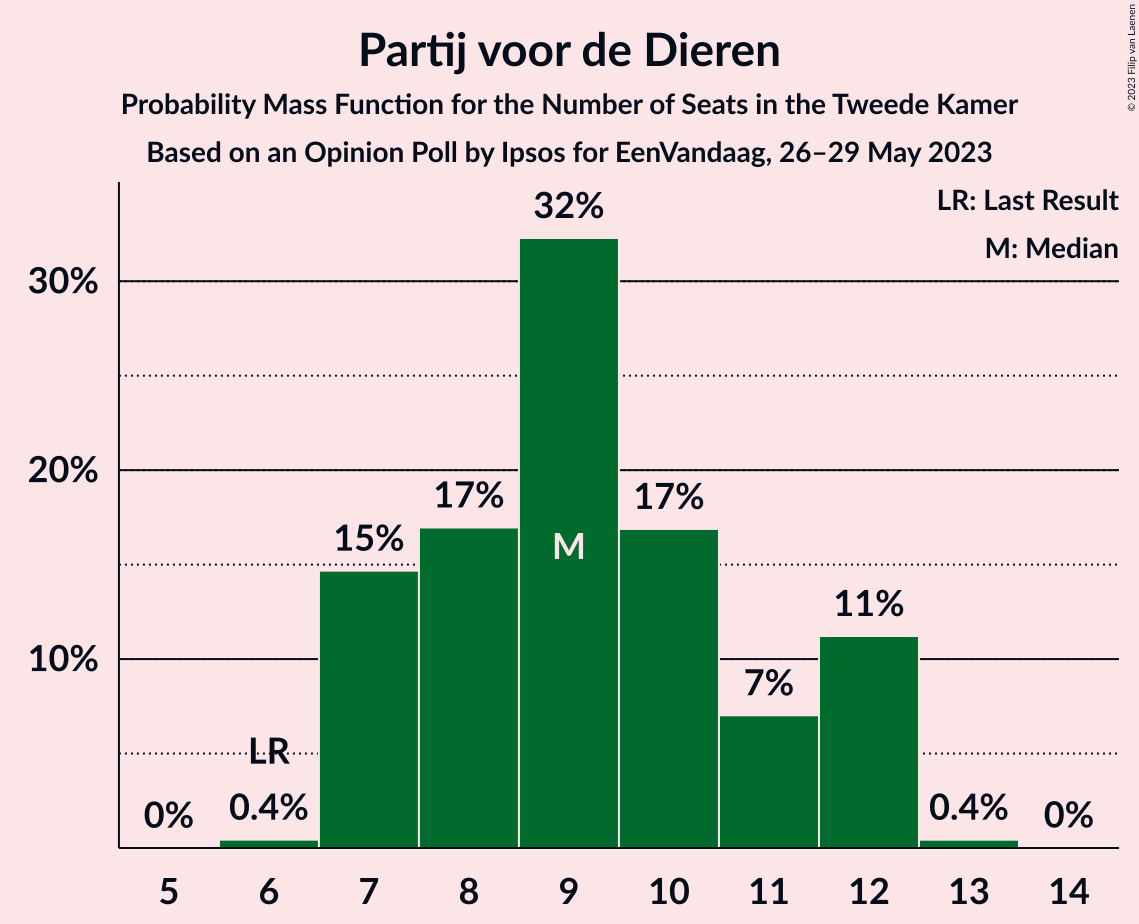 Partij voor de Dieren
Probability Mass Function for the Number of Seats in the Tweede Kamer
Based on an Opinion Poll by Ipsos for EenVandaag, 26–29 May 2023
© 2023 Filip van Laenen
LR: Last Result
M: Median
30%
20%
10%
0%
LR
0.4%
15%
17%
32%
M
17%
7%
11%
0.4%
0%
5 6 7 8 9 10 11 12 13 14